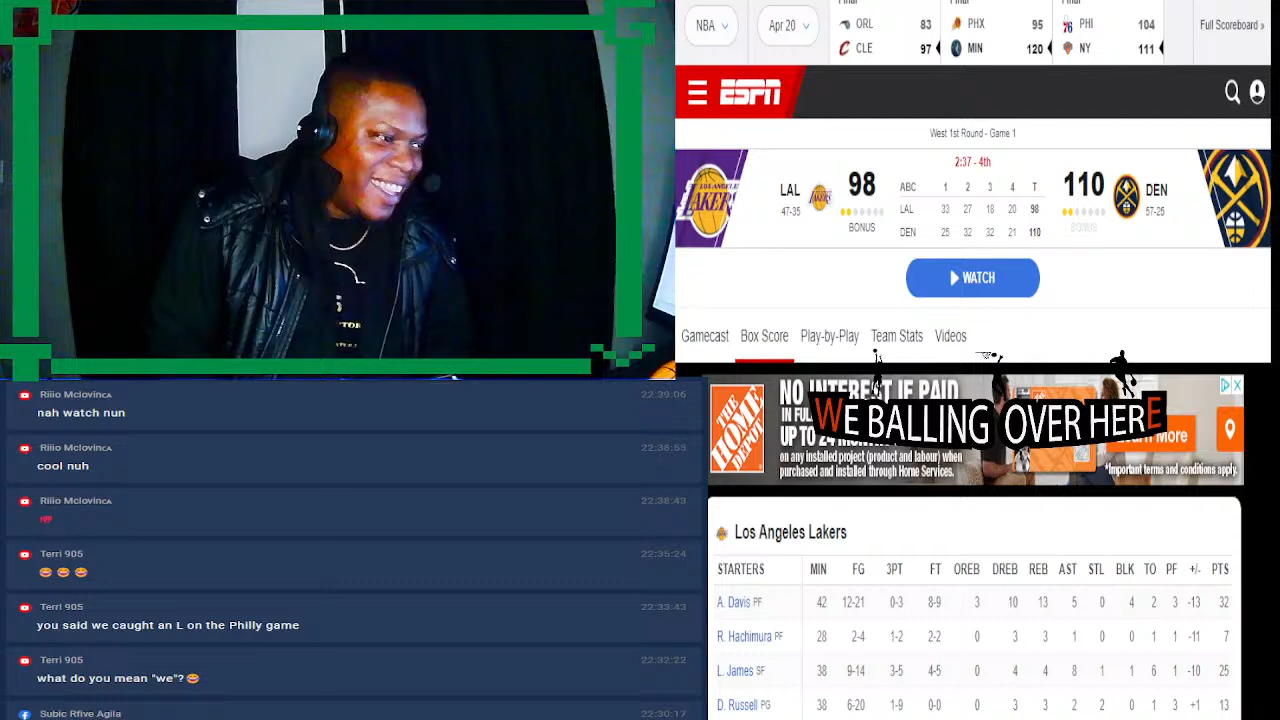 NBA
Apr 20
Final
Final
Final
ORL 83
CLE 97
PHX 95
MIN 120
PHI 104
NY 111
Full Scoreboard »
ESPN
West 1st Round - Game 1
LAKERS
LAL
47-35
98
BONUS
2:37 - 4th
ABC 1 2 3 4 T
LAL 33 27 18 20 98
DEN 25 32 32 21 110
110
BONUS
DEN
57-25
WATCH
Gamecast Box Score Play-by-Play Team Stats Videos
THE HOME DEPOT
NO INTEREST IF PAID
IN FUL
UP TO 24
on any installed project (product and labour) when
purchased and installed through Home Services.
WE BALLING OVER HERE
More
*Important terms and conditions apply.
Los Angeles Lakers
STARTERS MIN FG 3PT FT OREB DREB REB AST STL BLK TO PF +/- PTS
A. Davis PF 42 12-21 0-3 8-9 3 10 13 5 0 4 2 3 -13 32
R. Hachimura PF 28 2-4 1-2 2-2 0 3 3 1 0 0 1 1 -11 7
L. James SF 38 9-14 3-5 4-5 0 4 4 8 1 1 6 1 -10 25
D. Russell PG 38 6-20 1-9 0-0 0 3 3 2 2 0 1 3 +1 13
Riiio Mclovinca 22:39:06
nah watch nun
Riiio Mclovinca 22:38:55
cool nuh
Riiio Mclovinca 22:38:43
Terri 905 22:35:24
Terri 905 22:33:43
you said we caught an L on the Philly game
Terri 905 22:32:22
what do you mean "we"?
Subic Rfive Agila 22:30:17